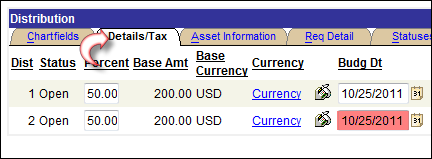 Distribution
Chartfields Details/Tax Asset Information Req Detail Statuses
Dist Status Percent Base Amt Base Currency Currency Budg Dt
1 Open 50.00 200.00 USD Currency 10/25/2011 31
2 Open 50.00 200.00 USD Currency 10/25/2011 31